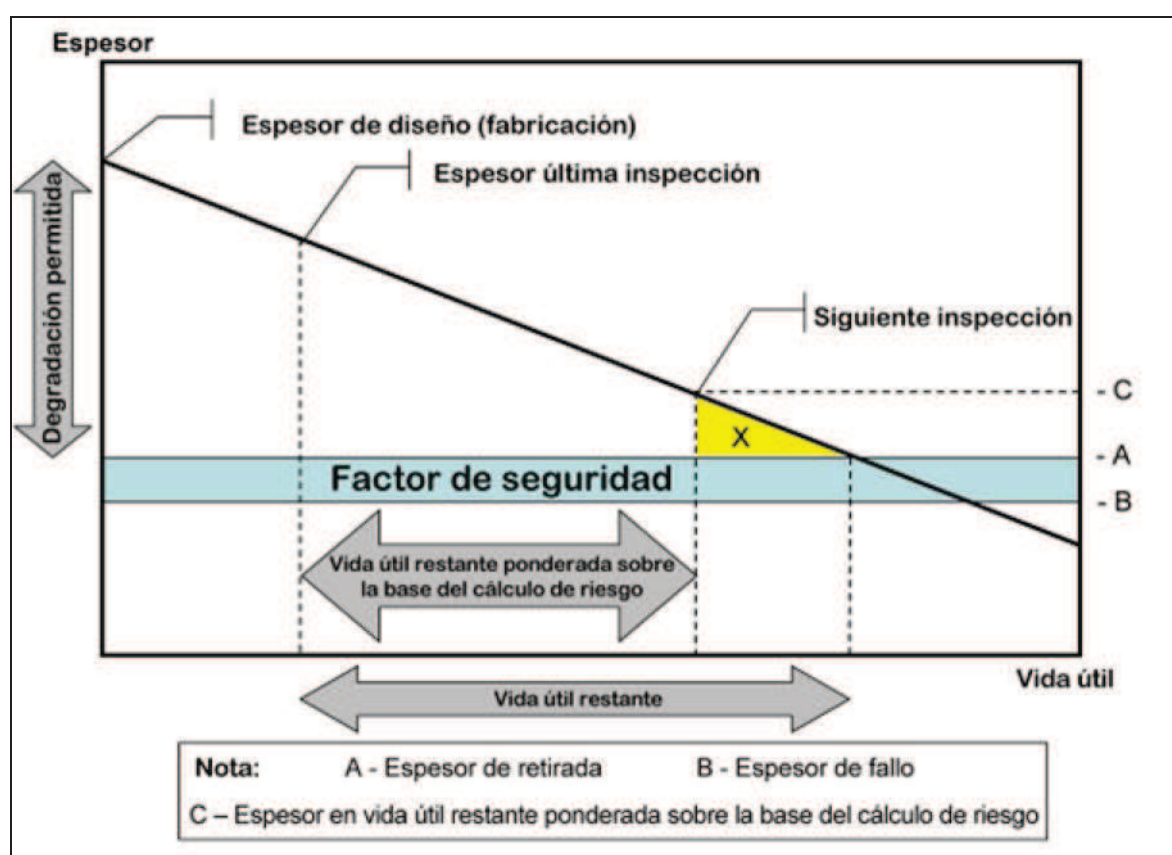 Espesor
Espesor de diseño (fabricación)
Espesor última inspección
Degradación permitida
Siguiente inspección
- C
X
- A
Factor de seguridad
- B
Vida útil restante ponderada sobre
la base del cálculo de riesgo
Vida útil
Vida útil restante
Nota: A - Espesor de retirada B - Espesor de fallo
C – Espesor en vida útil restante ponderada sobre la base del cálculo de riesgo